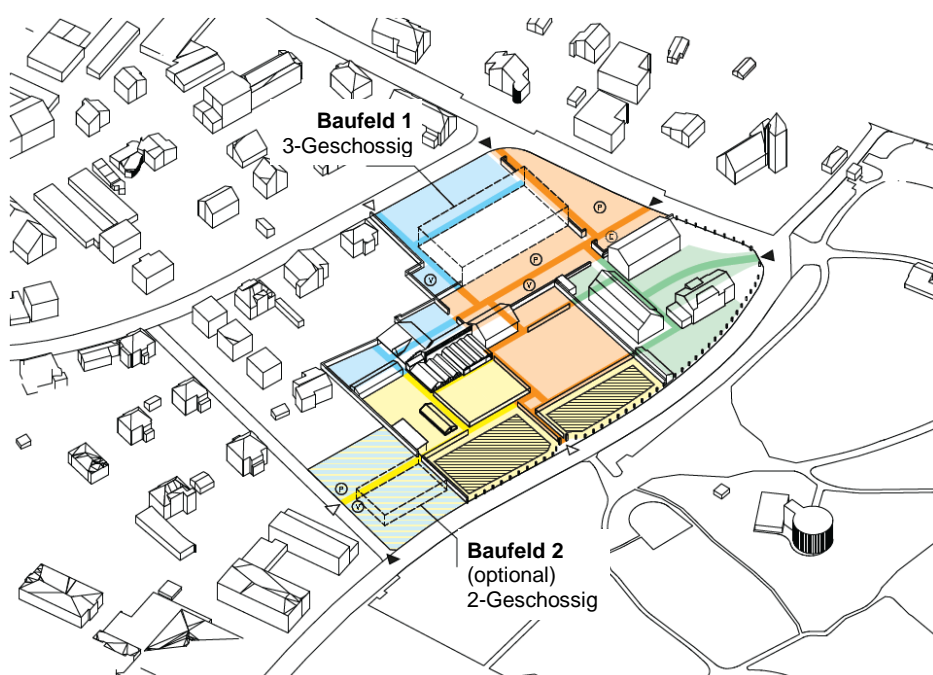 Baufeld 1
3-Geschossig
P
E
P
V
V
P
V
Baufeld 2
(optional)
2-Geschossig